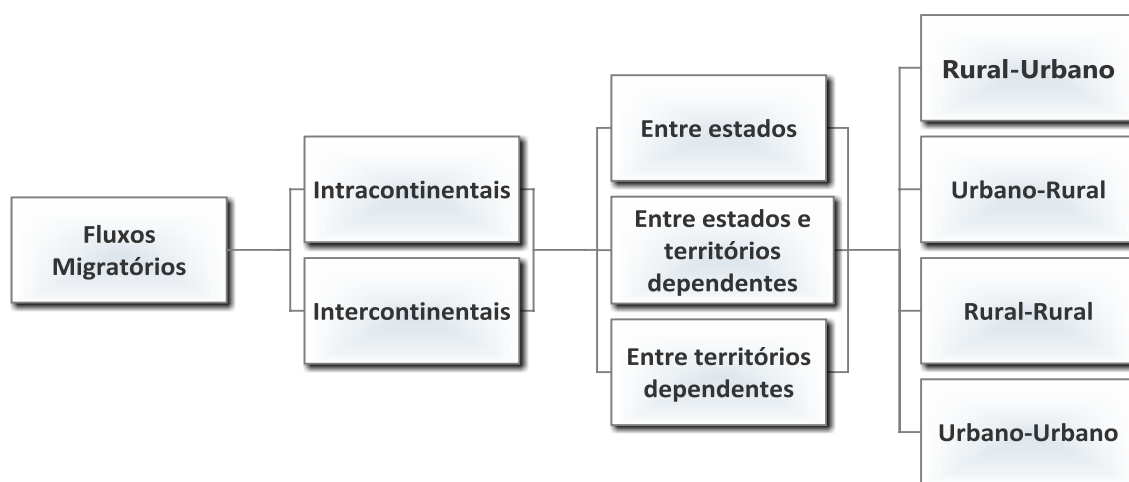 Fluxos
Migratórios
Intracontinentais
Intercontinentais
Entre estados
Entre estados e
territórios
dependentes
Entre territórios
dependentes
Rural-Urbano
Urbano-Rural
Rural-Rural
Urbano-Urbano